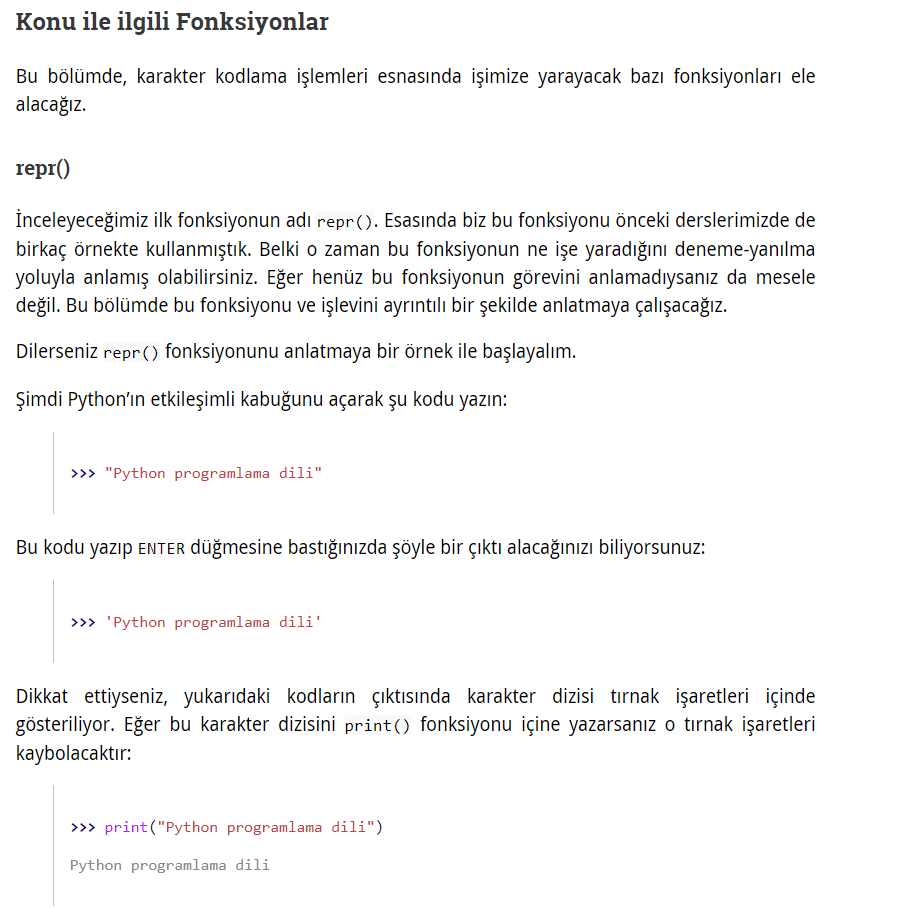 Konu ile ilgili Fonksiyonlar
Bu bölümde, karakter kodlama işlemleri esnasında işimize yarayacak bazı fonksiyonları ele
alacağız.
repr()
İnceleyeceğimiz ilk fonksiyonun adı repr(). Esasında biz bu fonksiyonu önceki derslerimizde de
birkaç örnekte kullanmıştık. Belki o zaman bu fonksiyonun ne işe yaradığını deneme-yanılma
yoluyla anlamış olabilirsiniz. Eğer henüz bu fonksiyonun görevini anlamadıysanız da mesele
değil. Bu bölümde bu fonksiyonu ve işlevini ayrıntılı bir şekilde anlatmaya çalışacağız.
Dilerseniz repr() fonksiyonunu anlatmaya bir örnek ile başlayalım.
Şimdi Python’ın etkileşimli kabuğunu açarak şu kodu yazın:
>>> "Python programlama dili"
Bu kodu yazıp ENTER düğmesine bastığınızda şöyle bir çıktı alacağınızı biliyorsunuz:
>>> 'Python programlama dili'
Dikkat ettiyseniz, yukarıdaki kodların çıktısında karakter dizisi tırnak işaretleri içinde
gösteriliyor. Eğer bu karakter dizisini print() fonksiyonu içine yazarsanız o tırnak işaretleri
kaybolacaktır:
>>> print("Python programlama dili")
Python programlama dili